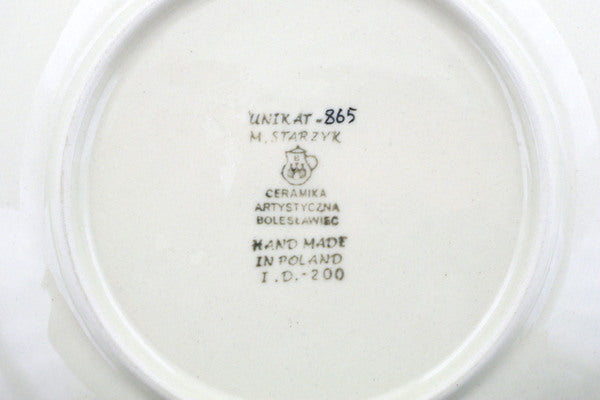 UNIKAT-865
M. STARZYK
B
CERAMIKA
ARTYSTYCZNA
BOLESŁAWIEC
HAND MADE
IN POLAND
I.D.-200